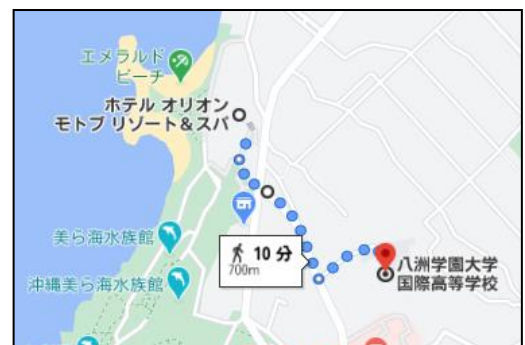 エメラルド
ビーチ
ホテル オリオン
モトブ リゾート&スパ
美ら海水族館
10 分
700m
沖縄美ら海水族館
八洲学園大学
国際高等学校